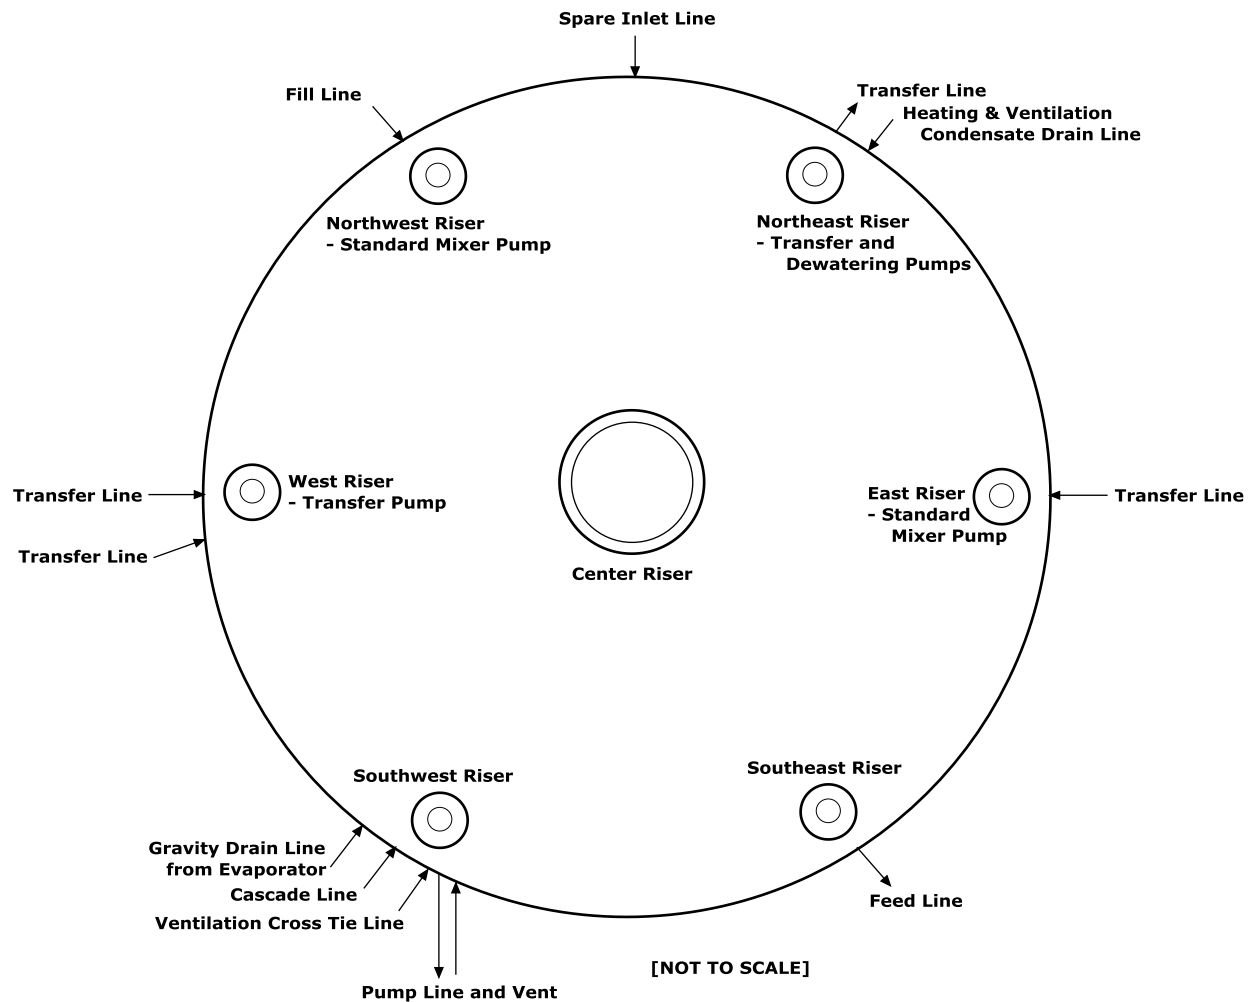 Spare Inlet Line
Fill Line
Transfer Line
Heating & Ventilation
Condensate Drain Line
Northwest Riser
- Standard Mixer Pump
Northeast Riser
- Transfer and
Dewatering Pumps
Transfer Line
West Riser
- Transfer Pump
East Riser
- Standard
Mixer Pump
Transfer Line
Transfer Line
Center Riser
Southwest Riser
Southeast Riser
Gravity Drain Line
from Evaporator
Cascade Line
Ventilation Cross Tie Line
Feed Line
[NOT TO SCALE]
Pump Line and Vent